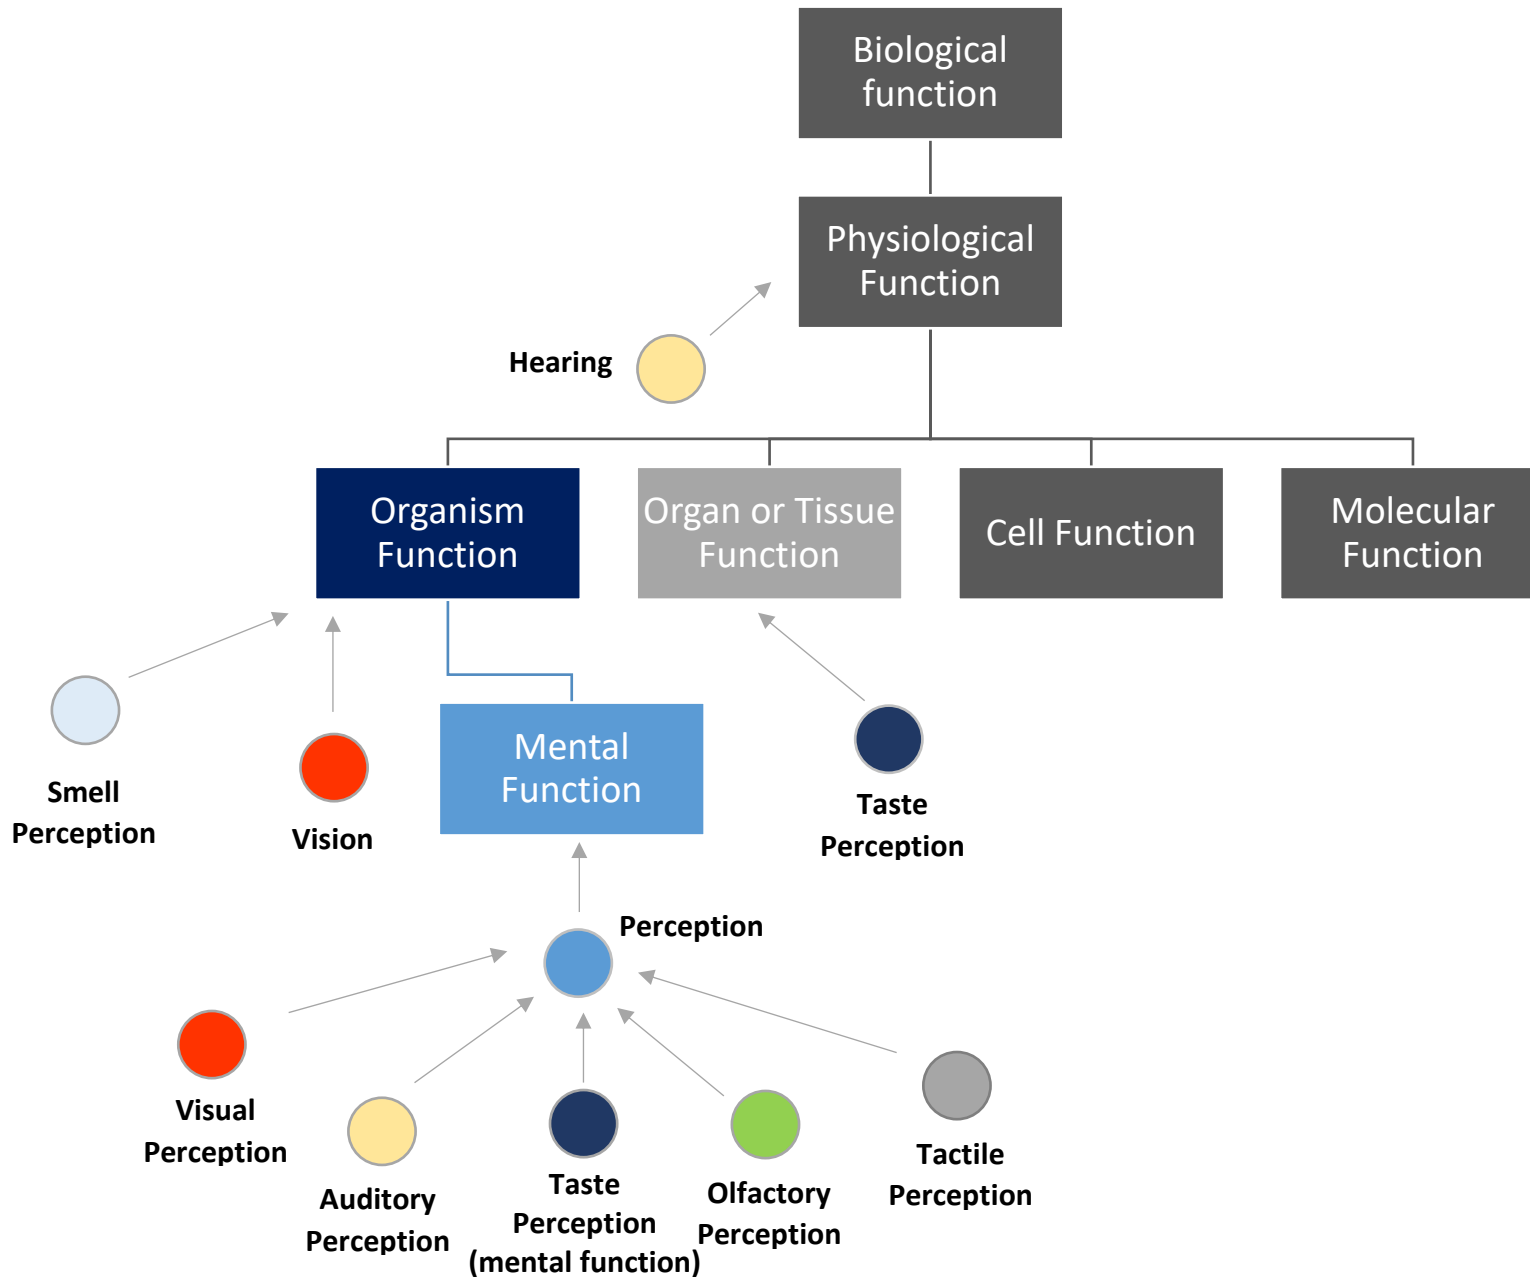 Biological
function
Physiological
Function
Hearing
Organism
Function
Organ or Tissue
Function
Cell Function
Molecular
Function
Smell
Perception
Vision
Mental
Function
Taste
Perception
Perception
Visual
Perception
Auditory
Perception
Taste
Perception
(mental function)
Olfactory
Perception
Tactile
Perception